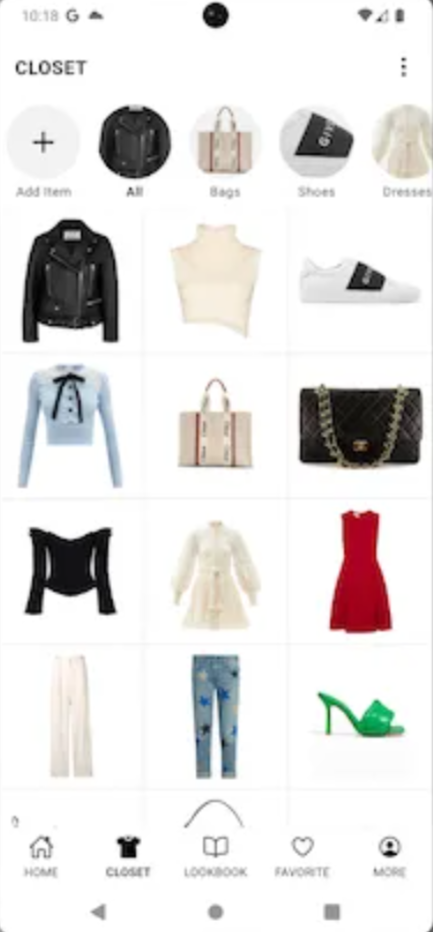 10:18 G
CLOSET
Add Item
All
Bags
Shoes
Dresses
HOME
CLOSET
LOOKBOOK
FAVORITE
MORE